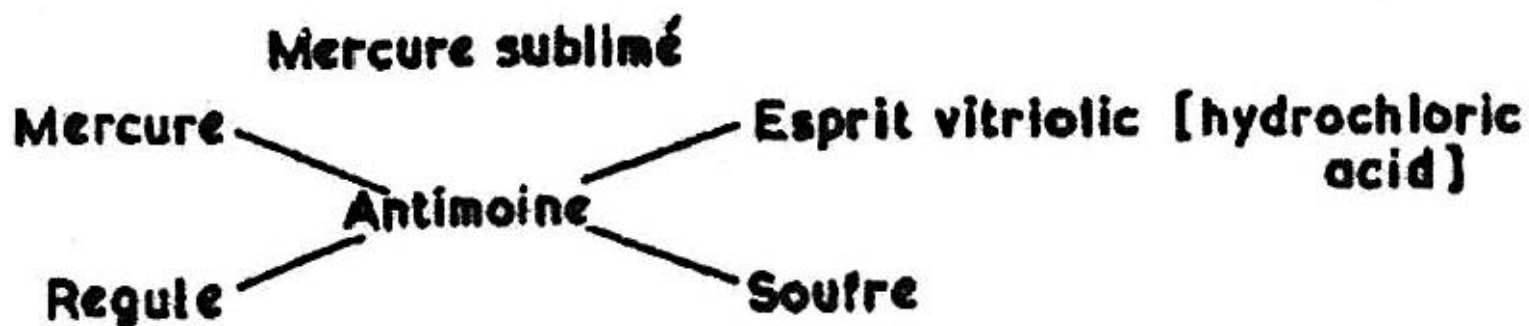 Mercure sublimé
Mercure Esprit vitriolic [hydrochloric
acid]
Antimoine
Regule Soufre